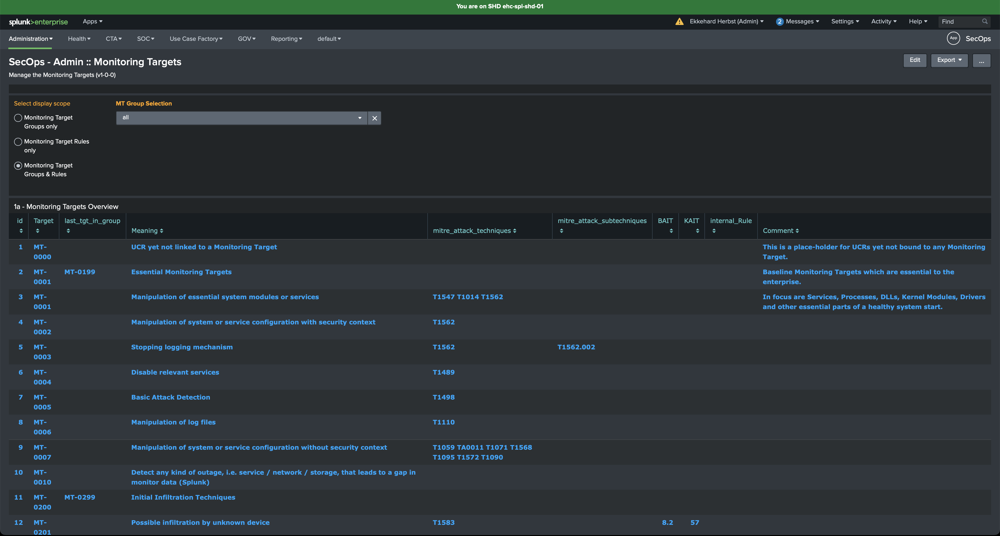 You are on SHD ehc-spl-shd-01
splunk>enterprise Apps Ekkehard Herbst (Admin) 2 Messages Settings Activity Help Find
Administration Health CTA SOC Use Case Factory GOV Reporting default App SecOps
SecOps - Admin :: Monitoring Targets Edit Export ...
Manage the Monitoring Targets (v1-0-0)
Select display scope MT Group Selection
all
Monitoring Target
Groups only
Monitoring Target Rules
only
Monitoring Target
Groups & Rules
1a - Monitoring Targets Overview
id Target last_tgt_in_group Meaning mitre_attack_techniques mitre_attack_subtechniques BAIT KAIT internal_Rule Comment
1 MT- UCR yet not linked to a Monitoring Target This is a place-holder for UCRs yet not bound to any Monitoring
0000 Target.
2 MT- MT-0199 Essential Monitoring Targets Baseline Monitoring Targets which are essential to the
0001 enterprise.
3 MT- Manipulation of essential system modules or services T1547 T1014 T1562 In focus are Services, Processes, DLLs, Kernel Modules, Drivers
0001 and other essential parts of a healthy system start.
4 MT- Manipulation of system or service configuration with security context T1562
0002
5 MT- Stopping logging mechanism T1562 T1562.002
0003
6 MT- Disable relevant services T1489
0004
7 MT- Basic Attack Detection T1498
0005
8 MT- Manipulation of log files T1110
0006
9 MT- Manipulation of system or service configuration without security context T1059 TA0011 T1071 T1568
0007 T1095 T1572 T1090
10 MT- Detect any kind of outage, i.e. service / network / storage, that leads to a gap in
0010 monitor data (Splunk)
11 MT- MT-0299 Initial Infiltration Techniques
0200
12 MT- Possible infiltration by unknown device T1583 8.2 57
0201